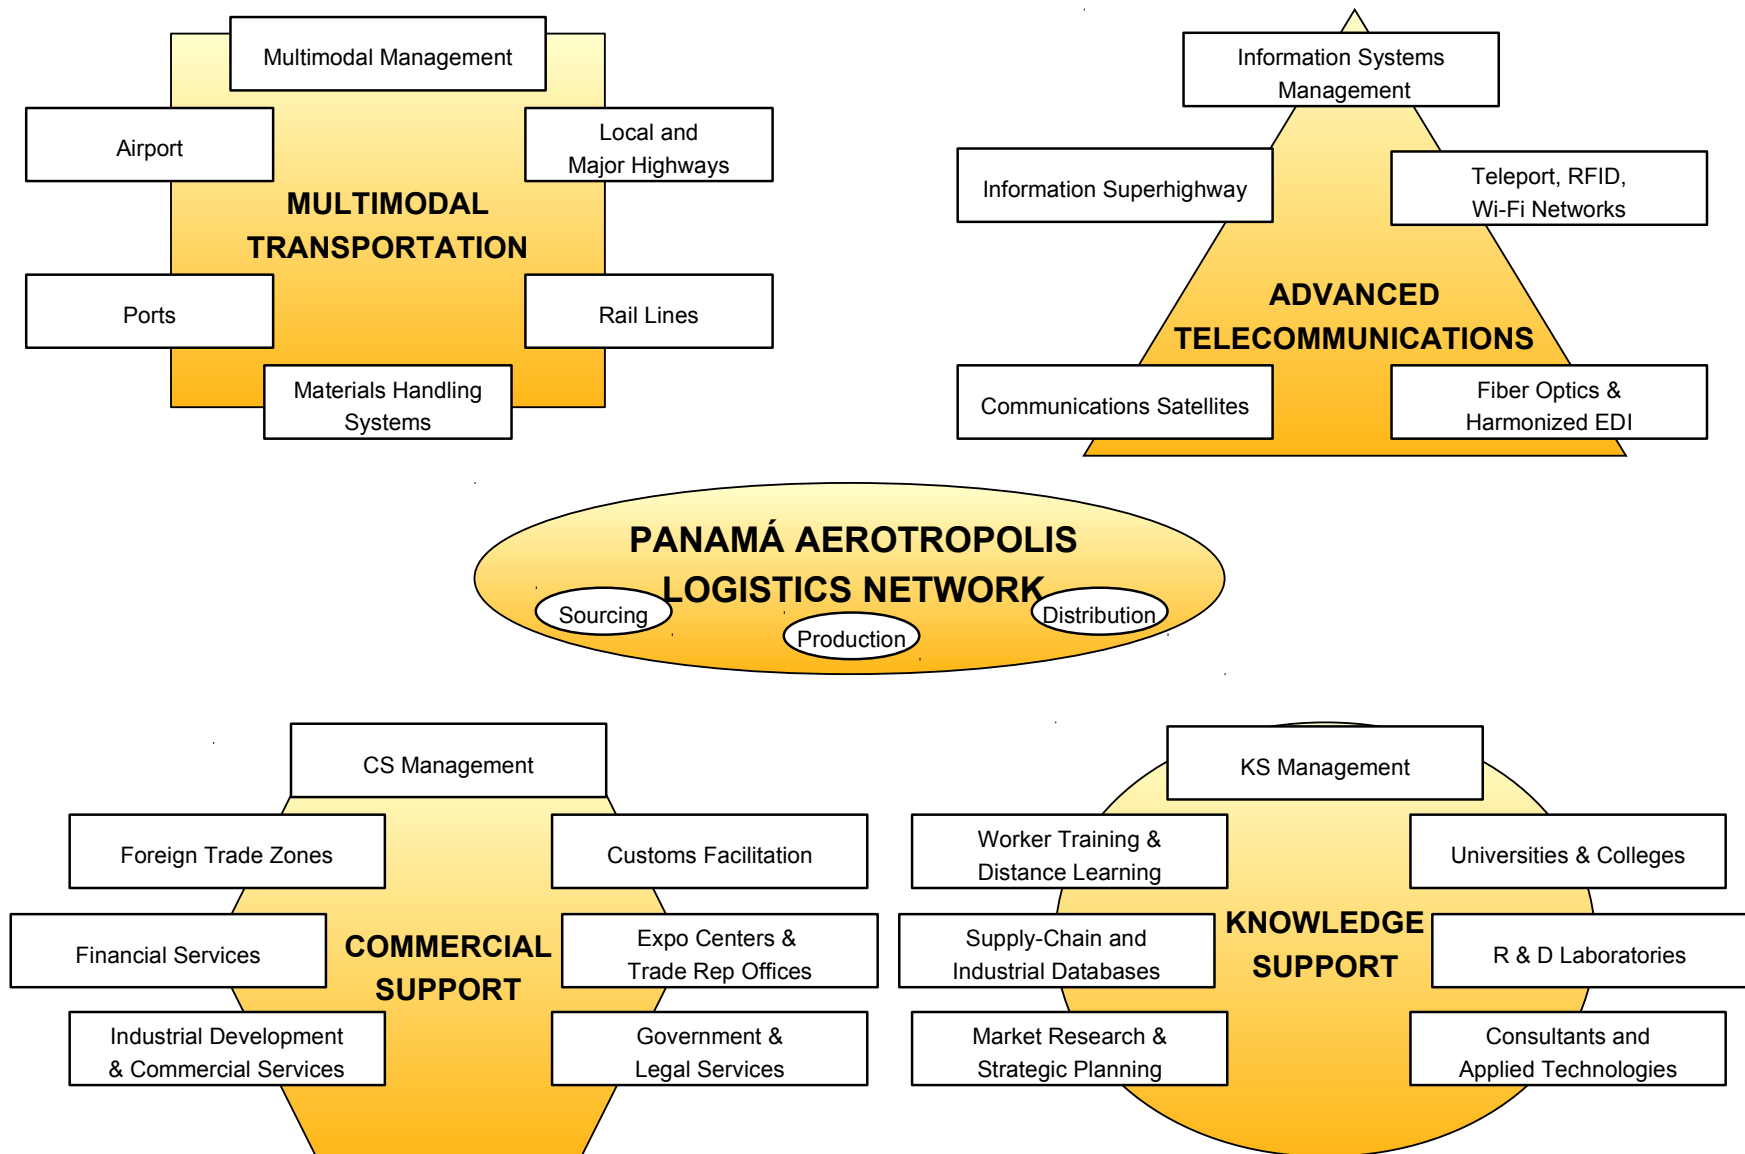 Multimodal Management
Airport
Local and
Major Highways
MULTIMODAL
TRANSPORTATION
Ports
Rail Lines
Materials Handling
Systems
Information Systems
Management
Information Superhighway
Teleport, RFID,
Wi-Fi Networks
ADVANCED
TELECOMMUNICATIONS
Communications Satellites
Fiber Optics &
Harmonized EDI
PANAMÁ AEROTROPOLIS
LOGISTICS NETWORK
Sourcing
Production
Distribution
CS Management
Foreign Trade Zones
Customs Facilitation
Financial Services
COMMERCIAL
SUPPORT
Expo Centers &
Trade Rep Offices
Industrial Development
& Commercial Services
Government &
Legal Services
KS Management
Worker Training &
Distance Learning
Universities & Colleges
Supply-Chain and
Industrial Databases
KNOWLEDGE
SUPPORT
R & D Laboratories
Market Research &
Strategic Planning
Consultants and
Applied Technologies